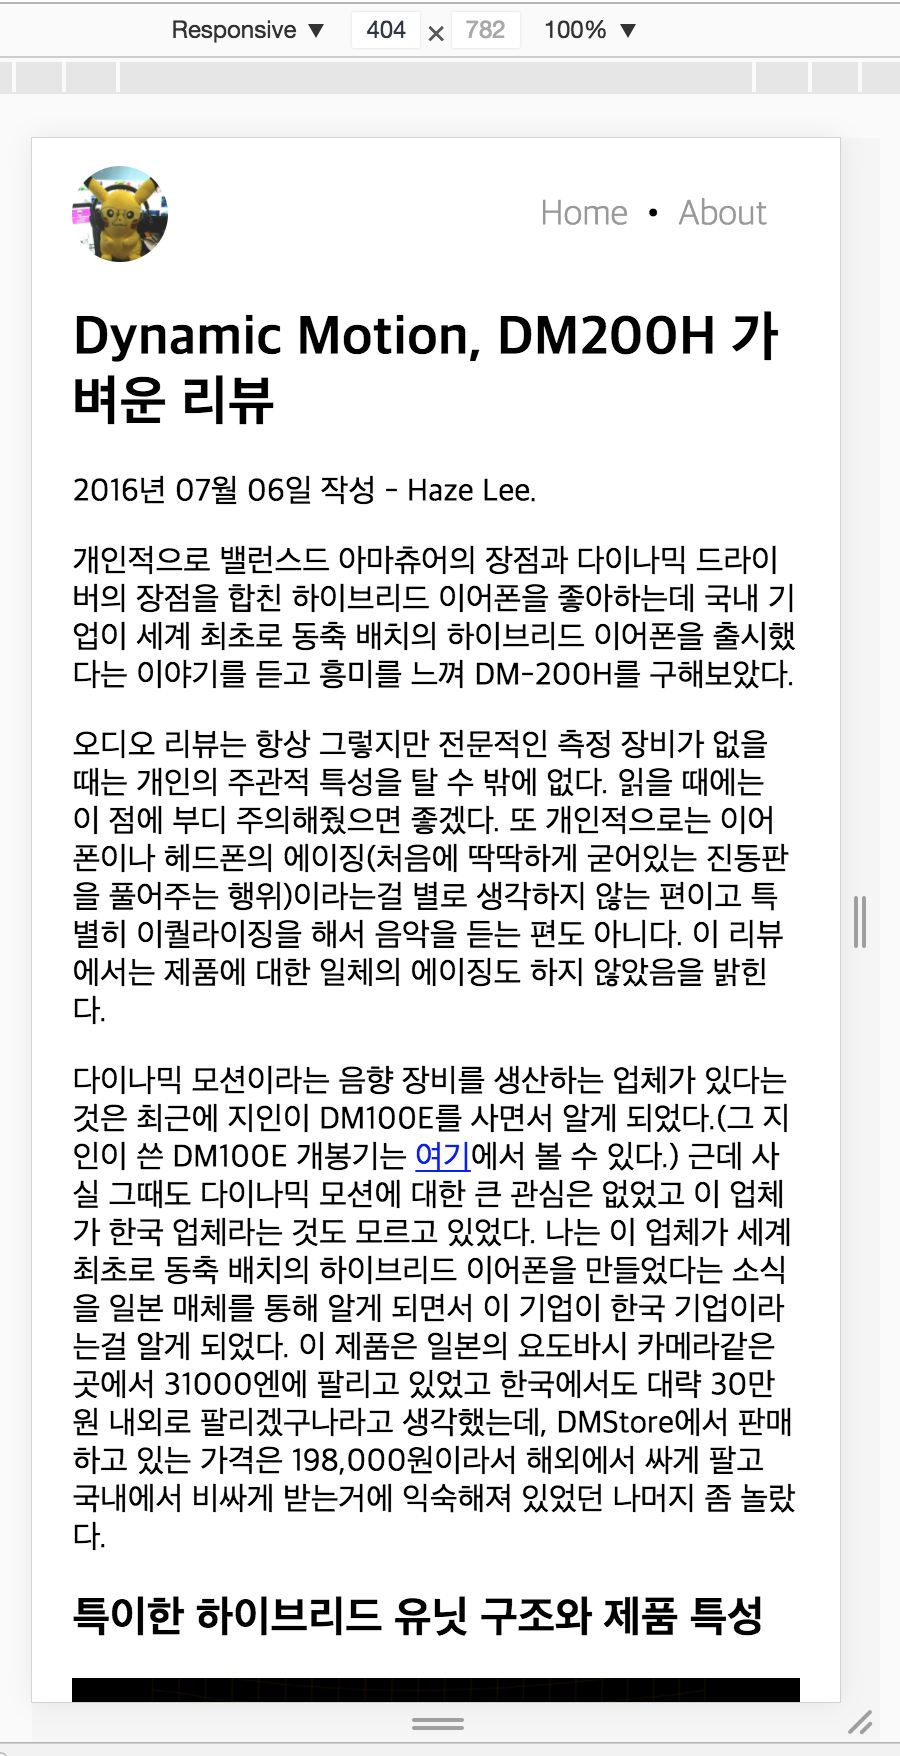 Responsive ▼ 404 × 782 100% ▼
Home • About
Dynamic Motion, DM200H 가
벼운 리뷰
2016년 07월 06일 작성 - Haze Lee.
개인적으로 밸런스드 아마츄어의 장점과 다이나믹 드라이
버의 장점을 합친 하이브리드 이어폰을 좋아하는데 국내 기
업이 세계 최초로 동축 배치의 하이브리드 이어폰을 출시했
다는 이야기를 듣고 흥미를 느껴 DM-200H를 구해보았다.
오디오 리뷰는 항상 그렇지만 전문적인 측정 장비가 없을
때는 개인의 주관적 특성을 탈 수 밖에 없다. 읽을 때에는
이 점에 부디 주의해줬으면 좋겠다. 또 개인적으로는 이어
폰이나 헤드폰의 에이징(처음에 딱딱하게 굳어있는 진동판
을 풀어주는 행위)이라는걸 별로 생각하지 않는 편이고 특
별히 이퀄라이징을 해서 음악을 듣는 편도 아니다. 이 리뷰
에서는 제품에 대한 일체의 에이징도 하지 않았음을 밝힌
다.
다이나믹 모션이라는 음향 장비를 생산하는 업체가 있다는
것은 최근에 지인이 DM100E를 사면서 알게 되었다.(그 지
인이 쓴 DM100E 개봉기는 여기에서 볼 수 있다.) 근데 사
실 그때도 다이나믹 모션에 대한 큰 관심은 없었고 이 업체
가 한국 업체라는 것도 모르고 있었다. 나는 이 업체가 세계
최초로 동축 배치의 하이브리드 이어폰을 만들었다는 소식
을 일본 매체를 통해 알게 되면서 이 기업이 한국 기업이라
는걸 알게 되었다. 이 제품은 일본의 요도바시 카메라같은
곳에서 31000엔에 팔리고 있었고 한국에서도 대략 30만
원 내외로 팔리겠구나라고 생각했는데, DMStore에서 판매
하고 있는 가격은 198,000원이라서 해외에서 싸게 팔고
국내에서 비싸게 받는거에 익숙해져 있었던 나머지 좀 놀랐
다.
특이한 하이브리드 유닛 구조와 제품 특성